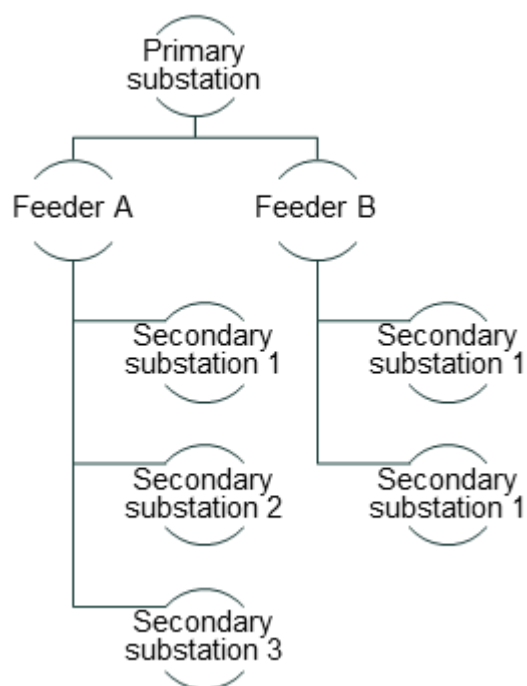 Primary
substation
Feeder A
Feeder B
Secondary
substation 1
Secondary
substation 2
Secondary
substation 3
Secondary
substation 1
Secondary
substation 1